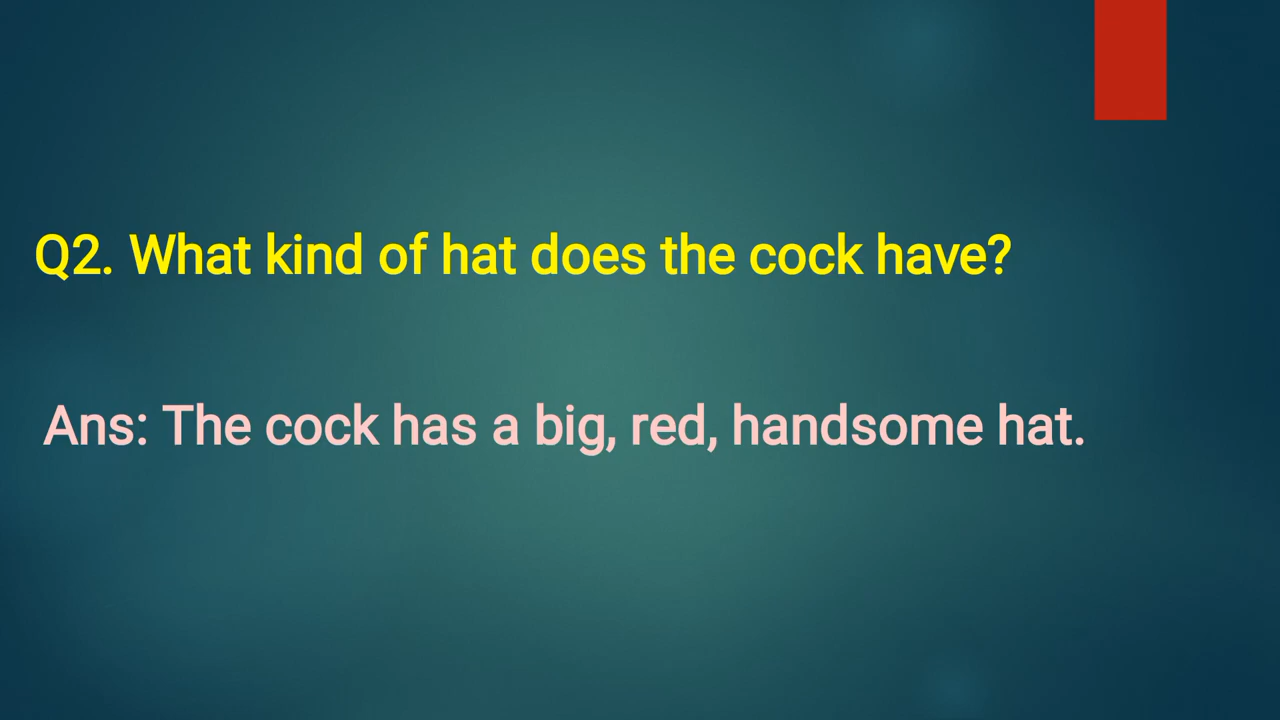 Q2. What kind of hat does the cock have?
Ans: The cock has a big, red, handsome hat.